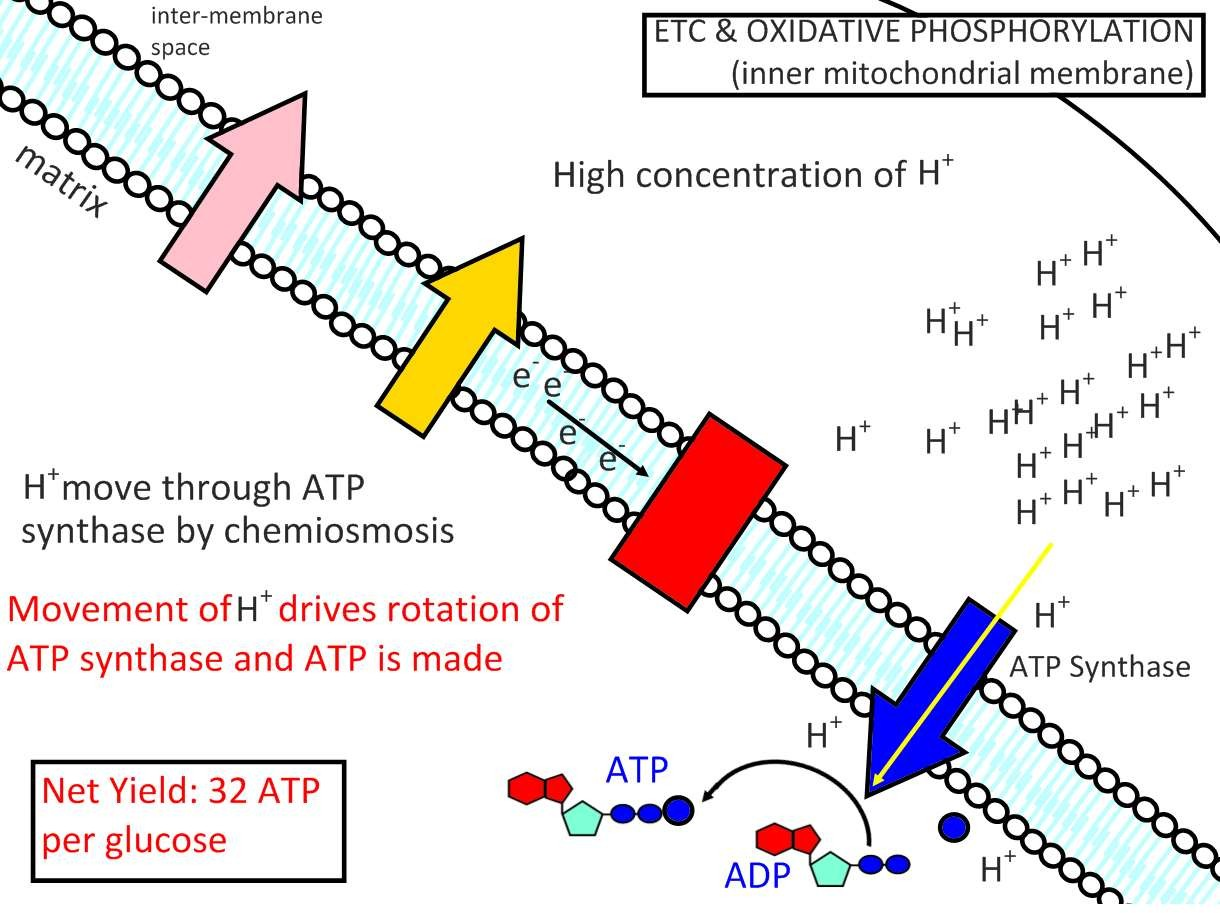 inter-membrane
space
ETC & OXIDATIVE PHOSPHORYLATION
(inner mitochondrial membrane)
matrix
High concentration of H⁺
H⁺ H⁺
H⁺ H⁺ H⁺ H⁺
H⁺ H⁺
H⁺ H⁺ H⁺ H⁺ H⁺
H⁺ H⁺ H⁺ H⁺
H⁺ H⁺ H⁺ H⁺
e⁻ e⁻
e⁻
e⁻
H⁺ move through ATP
synthase by chemiosmosis
Movement of H⁺ drives rotation of
ATP synthase and ATP is made
H⁺
ATP Synthase
H⁺
ATP
Net Yield: 32 ATP
per glucose
ADP
H⁺